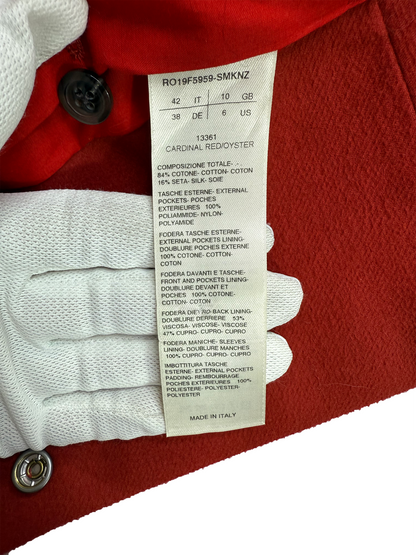 RO19F5959-SMKNZ
42 IT 10 GB
38 DE 6 US
13361
CARDINAL RED/OYSTER
COMPOSIZIONE TOTALE- -
84% COTONE- COTTON- COTON
16% SETA- SILK- SOIE
TASCHE ESTERNE- EXTERNAL
POCKETS- POCHES
EXTERIEURES 100%
POLIAMMIDE- NYLON-
POLYAMIDE
FODERA TASCHE ESTERNE-
EXTERNAL POCKETS LINING-
DOUBLURE POCHES EXTERNE
100% COTONE- COTTON-
COTON
FODERA DAVANTI E TASCHE-
FRONT AND POCKETS LINING-
DOUBLURE DEVANT ET
POCHES 100% COTONE-
COTTON- COTON
FODERA DIETRO-BACK LINING-
DOUBLURE DERRIERE 53%
VISCOSA- VISCOSE- VISCOSE
47% CUPRO- CUPRO- CUPRO
FODERA MANICHE- SLEEVES
LINING- DOUBLURE MANCHES
100% CUPRO- CUPRO- CUPRO
IMBOTTITURA TASCHE
ESTERNE- EXTERNAL POCKETS
PADDING- REMBOURRAGE
POCHES EXTERIEURES 100%
POLIESTERE- POLYESTER-
POLYESTER
MADE IN ITALY